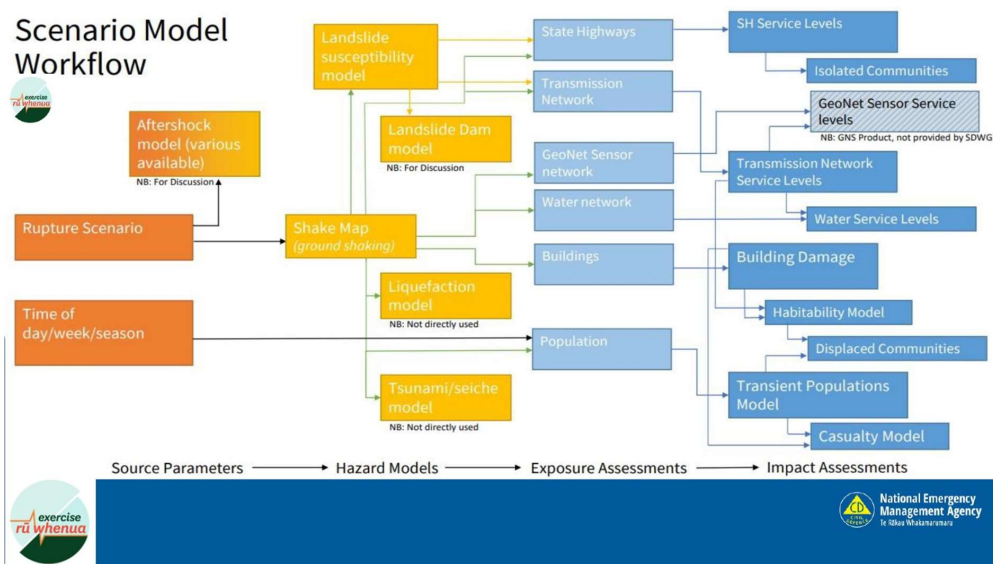 Scenario Model
Workflow
exercise
rū whenua
Aftershock
model (various
available)
NB: For Discussion
Rupture Scenario
Time of
day/week/season
Landslide
susceptibility
model
Landslide Dam
model
NB: For Discussion
Shake Map
(ground shaking)
Liquefaction
model
NB: Not directly used
Tsunami/seiche
model
NB: Not directly used
State Highways
Transmission
Network
GeoNet Sensor
network
Water network
Buildings
Population
SH Service Levels
Isolated Communities
GeoNet Sensor Service
levels
NB: GNS Product, not provided by SDWG
Transmission Network
Service Levels
Water Service Levels
Building Damage
Habitability Model
Displaced Communities
Transient Populations
Model
Casualty Model
Source Parameters
Hazard Models
Exposure Assessments
Impact Assessments
exercise
rū whenua
CD
CIVIL DEFENCE
National Emergency
Management Agency
Te Rākau Whakamarumaru